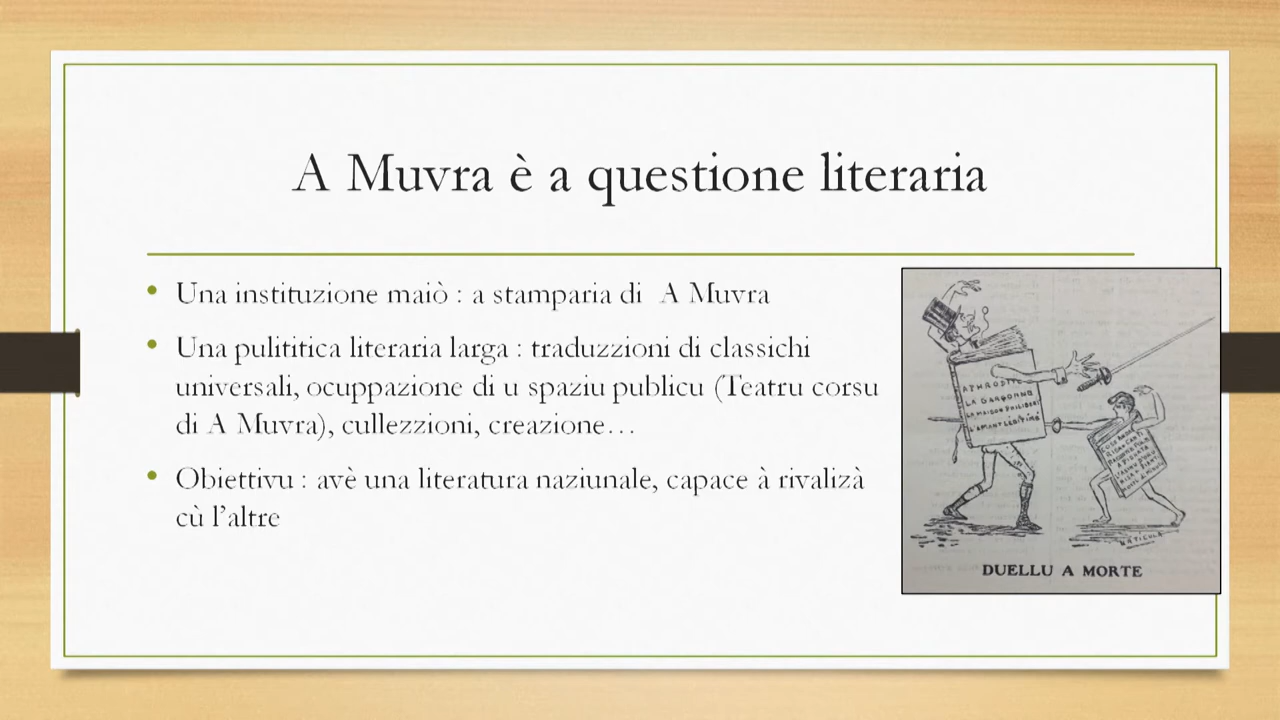 A Muvra è a questione literaria
• Una instituzione maiò : a stamparia di A Muvra
• Una pulititica literaria larga : traduzzioni di classichi
universali, ocuppazione di u spaziu publicu (Teatru corsu
di A Muvra), cullezzioni, creazione…
• Obiettivu : avè una literatura naziunale, capace à rivalizà
cù l’altre
APHRODITE
LA GARÇONNE
LA MAISON PHILIBERT
L'AMANT LÉGITIME
DUELLU A MORTE